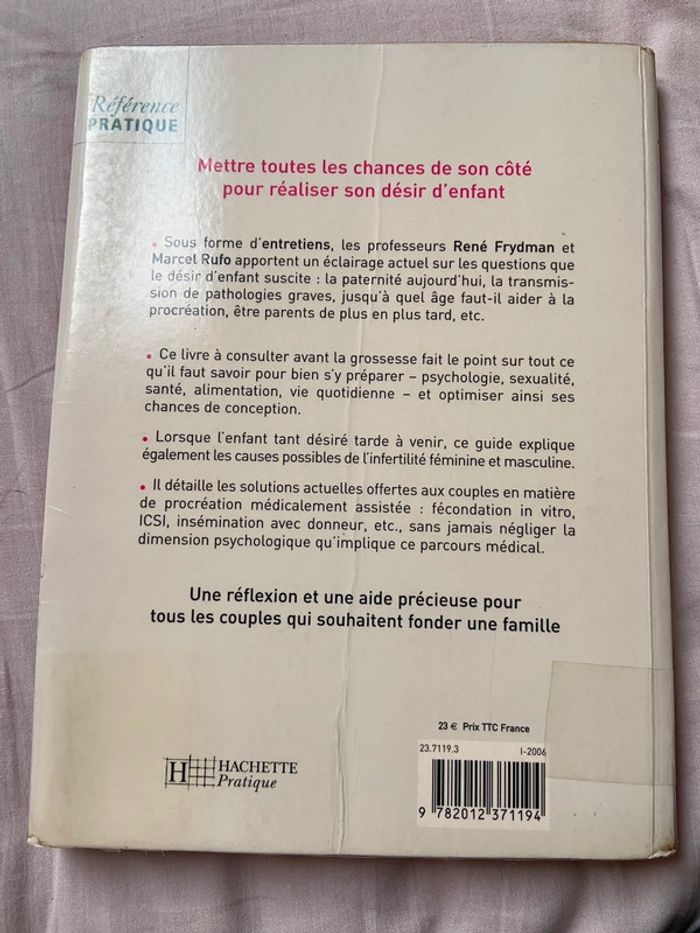 Référence
PRATIQUE
Mettre toutes les chances de son côté
pour réaliser son désir d'enfant
• Sous forme d'entretiens, les professeurs René Frydman et
Marcel Rufo apportent un éclairage actuel sur les questions que
le désir d'enfant suscite : la paternité aujourd'hui, la transmis-
sion de pathologies graves, jusqu'à quel âge faut-il aider à la
procréation, être parents de plus en plus tard, etc.
• Ce livre à consulter avant la grossesse fait le point sur tout ce
qu'il faut savoir pour bien s'y préparer – psychologie, sexualité,
santé, alimentation, vie quotidienne – et optimiser ainsi ses
chances de conception.
• Lorsque l'enfant tant désiré tarde à venir, ce guide explique
également les causes possibles de l'infertilité féminine et masculine.
• Il détaille les solutions actuelles offertes aux couples en matière
de procréation médicalement assistée : fécondation in vitro,
ICSI, insémination avec donneur, etc., sans jamais négliger la
dimension psychologique qu'implique ce parcours médical.
Une réflexion et une aide précieuse pour
tous les couples qui souhaitent fonder une famille
23 € Prix TTC France
23.7119.3 I-2006
H HACHETTE
Pratique
9 782012 371194